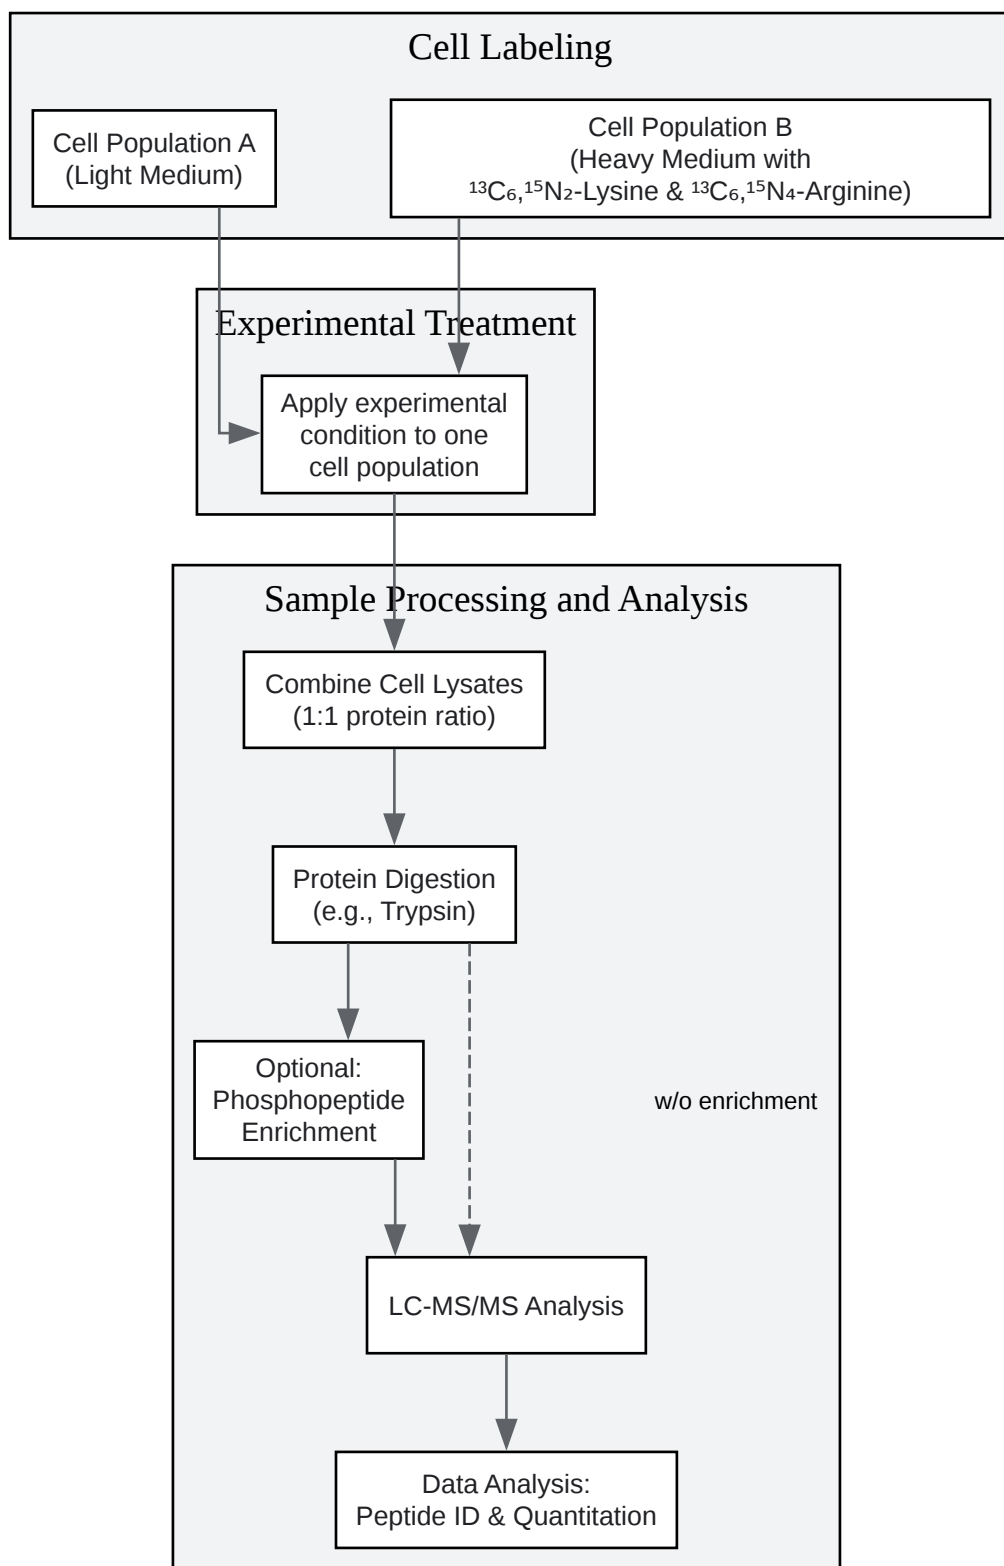 Cell Labeling
Cell Population A
(Light Medium)
Cell Population B
(Heavy Medium with
¹³C₆,¹⁵N₂-Lysine & ¹³C₆,¹⁵N₄-Arginine)
Experimental Treatment
Apply experimental
condition to one
cell population
Sample Processing and Analysis
Combine Cell Lysates
(1:1 protein ratio)
Protein Digestion
(e.g., Trypsin)
Optional:
Phosphopeptide
Enrichment
w/o enrichment
LC-MS/MS Analysis
Data Analysis:
Peptide ID & Quantitation